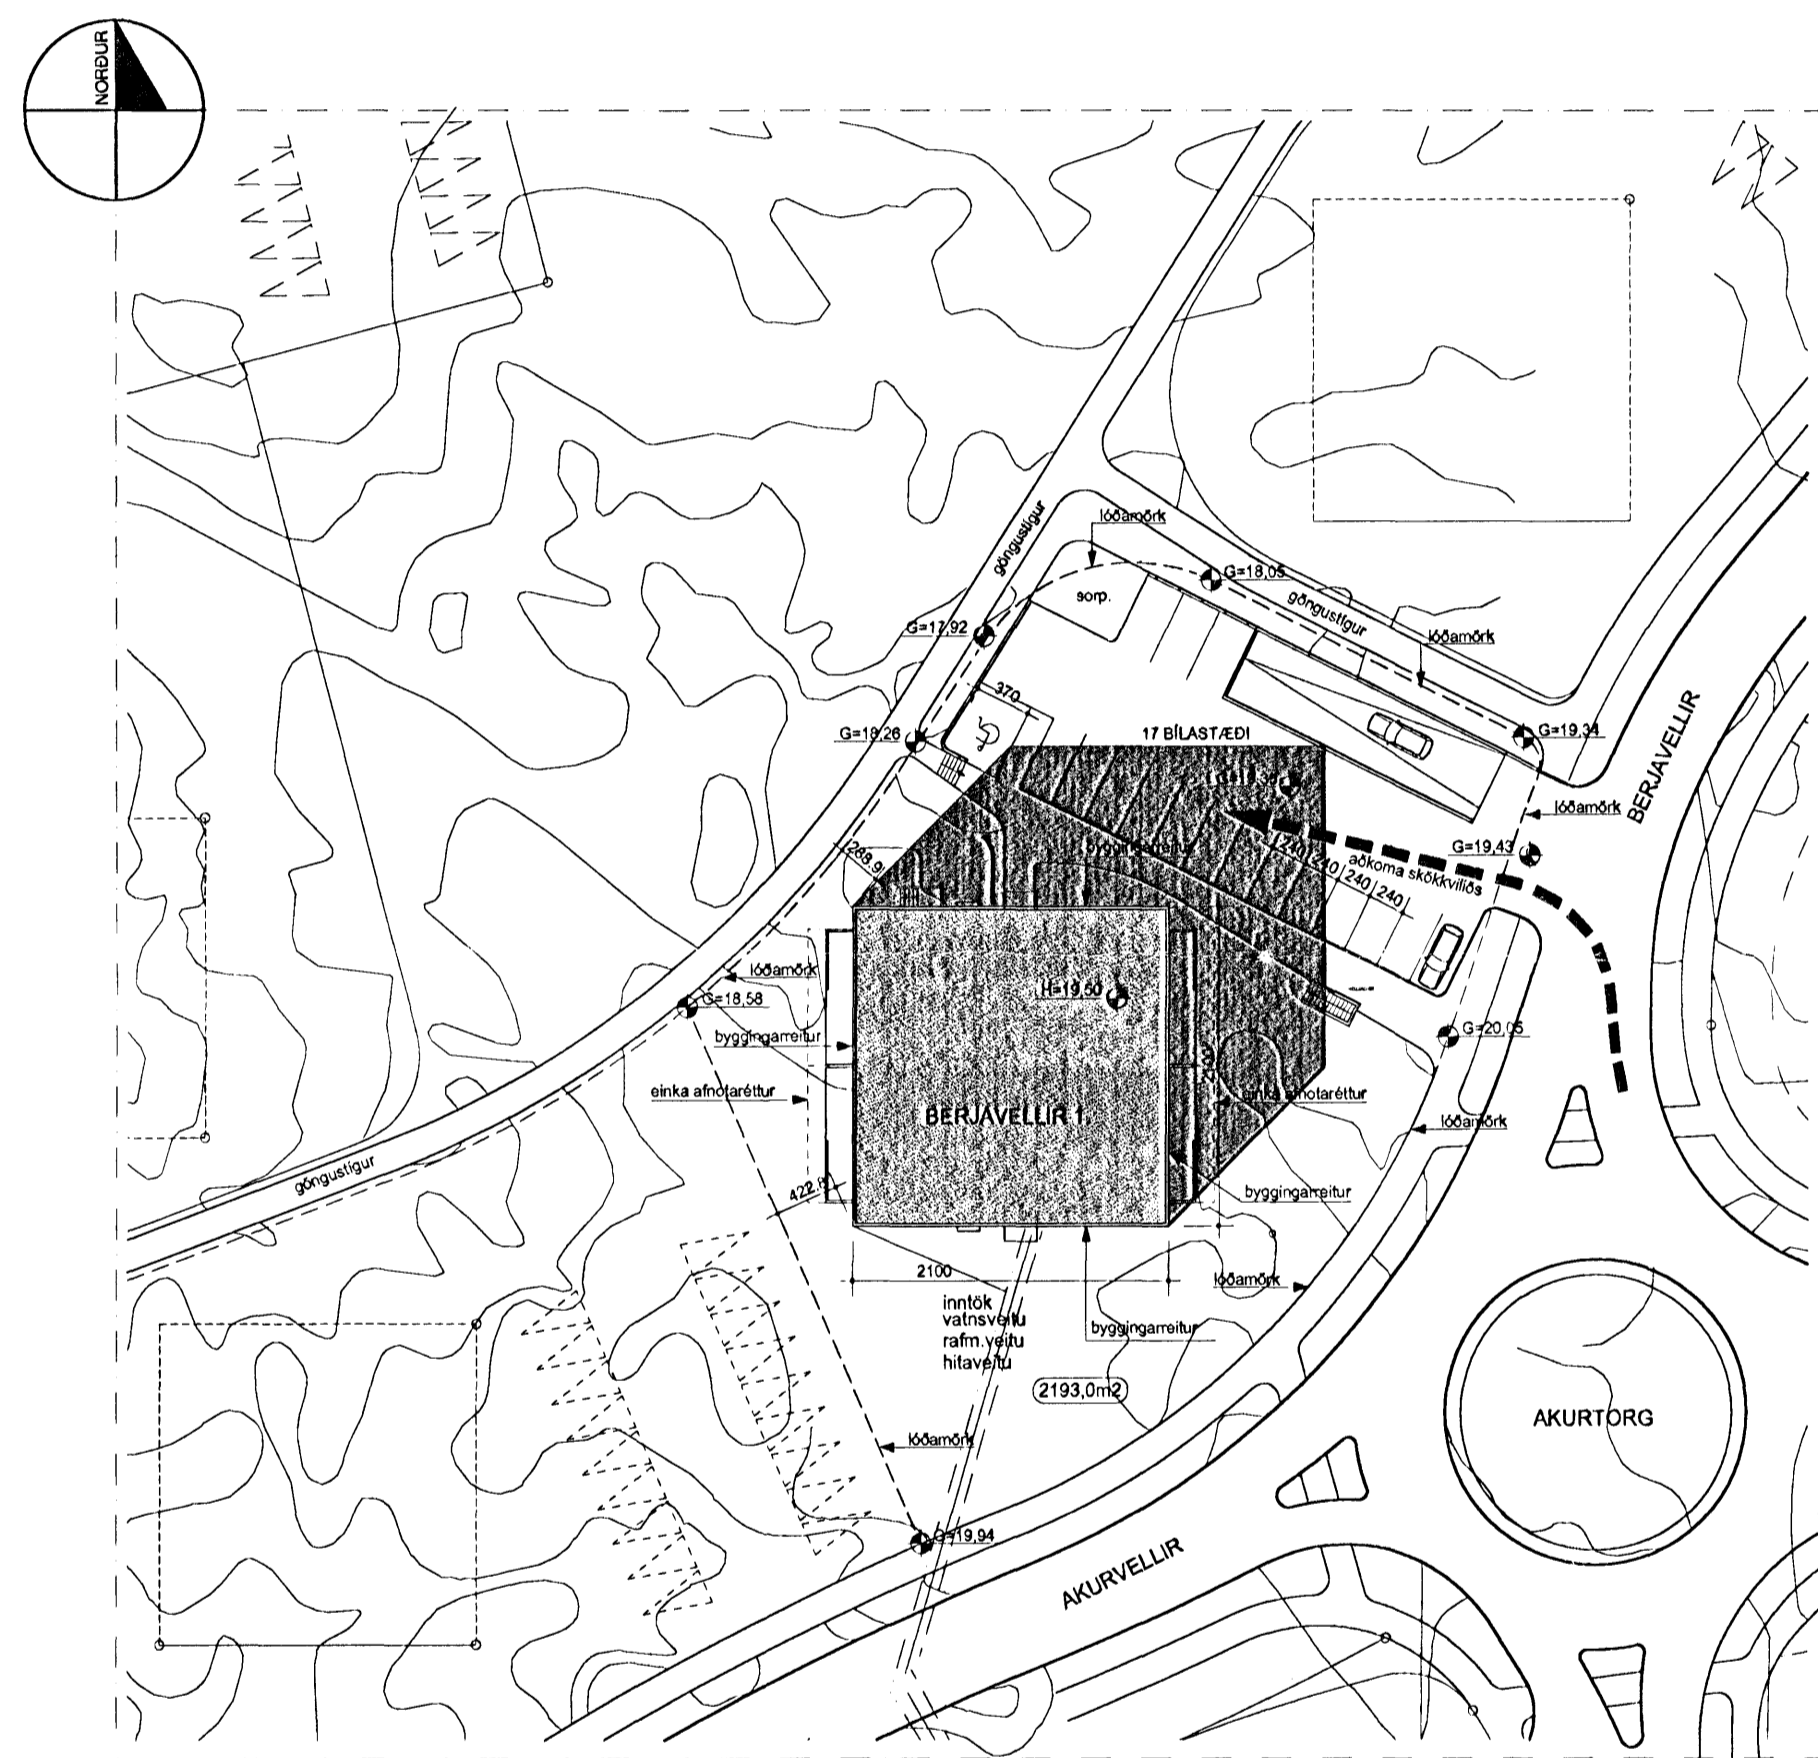 NORÐUR
lóðamörk
göngustígur
G=18,05
sorp.
göngustígur
G=17,92
lóðamörk
370
G=18,26
17 BÍLASTÆÐI
G=19,34
BERJAVELLIR
lóðamörk
288.9
byggingarreitur
G=19,43
240 240 240 240
aðkoma skökkviliðs
lóðamörk
G=18,58
H=19,50
G=20,05
byggingarreitur
einka afnotaréttur
2100
einka afnotaréttur
BERJAVELLIR 1.
lóðamörk
göngustígur
422.8
byggingarreitur
2100
lóðamörk
inntök
vatnsveitu
rafm.veitu
hitaveitu
byggingarreitur
2193,0m2
AKURTORG
lóðamörk
G=19,94
AKURVELLIR